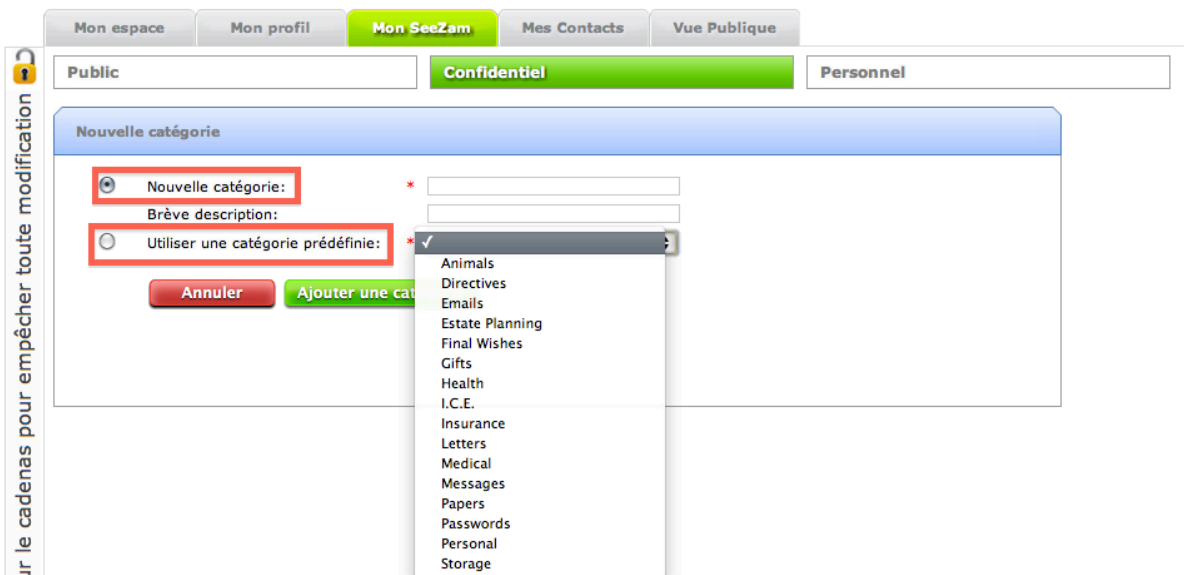 Mon espace
Mon profil
Mon SeeZam
Mes Contacts
Vue Publique
Public
Confidentiel
Personnel
le cadenas pour empêcher toute modification
Nouvelle catégorie
Nouvelle catégorie: *
Brève description:
Utiliser une catégorie prédéfinie: * ✓
Annuler
Ajouter une cat
Animals
Directives
Emails
Estate Planning
Final Wishes
Gifts
Health
I.C.E.
Insurance
Letters
Medical
Messages
Papers
Passwords
Personal
Storage